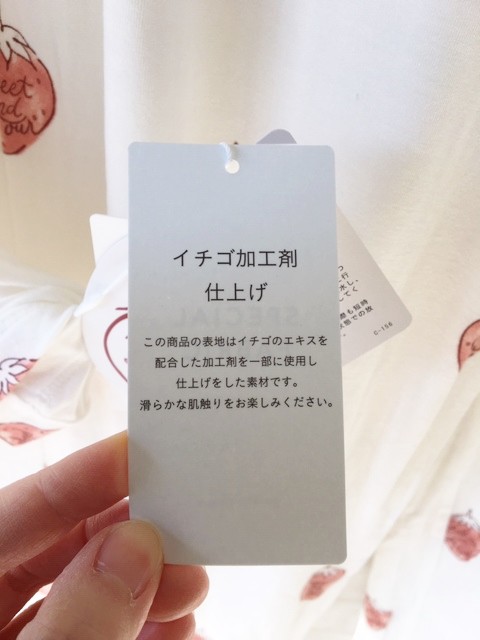 イチゴ加工剤
仕上げ
この商品の表地はイチゴのエキスを
配合した加工剤を一部に使用し
仕上げをした素材です。
滑らかな肌触りをお楽しみください。
SPECIAL
C-156